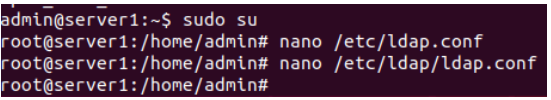 admin@server1:~$ sudo su
root@server1:/home/admin# nano /etc/ldap.conf
root@server1:/home/admin# nano /etc/ldap/ldap.conf
root@server1:/home/admin#